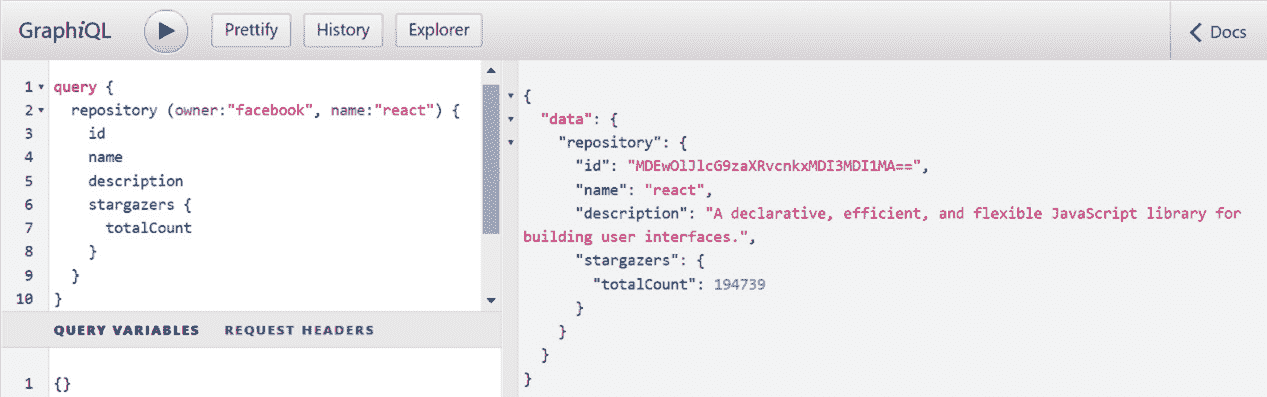 GraphiQL Prettify History Explorer Docs
1 query {
2 repository (owner:"facebook", name:"react") {
3 id
4 name
5 description
6 stargazers {
7 totalCount
8 }
9 }
10 }
QUERY VARIABLES REQUEST HEADERS
1 {}
{
"data": {
"repository": {
"id": "MDEwOlJlcG9zaXRvcnkxMDI3MDI1MA==",
"name": "react",
"description": "A declarative, efficient, and flexible JavaScript library for
building user interfaces.",
"stargazers": {
"totalCount": 194739
}
}
}
}